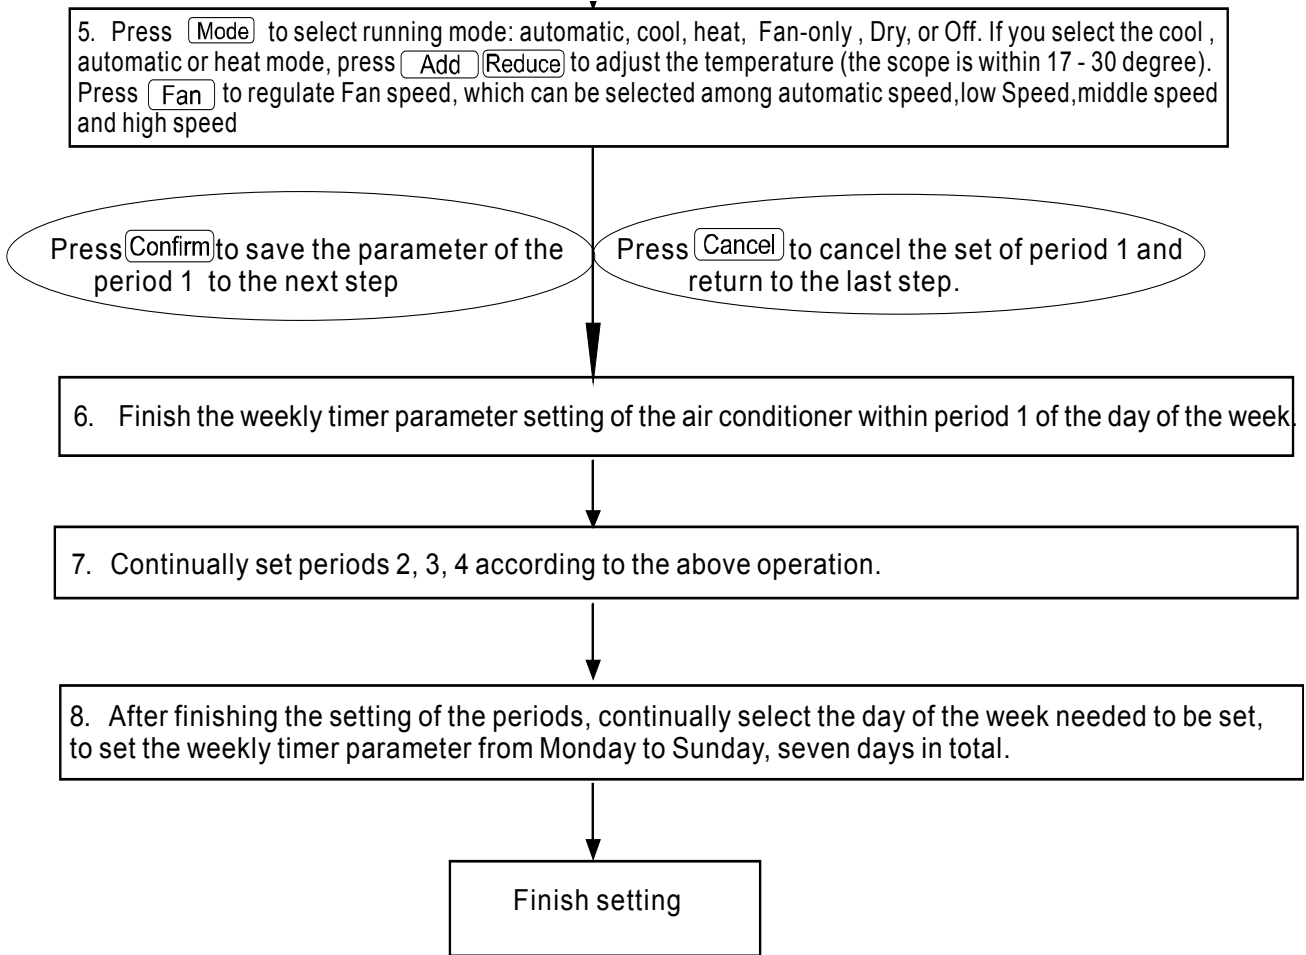 5. Press Mode to select running mode: automatic, cool, heat, Fan-only , Dry, or Off. If you select the cool ,
automatic or heat mode, press Add Reduce to adjust the temperature (the scope is within 17 - 30 degree).
Press Fan to regulate Fan speed, which can be selected among automatic speed,low Speed,middle speed
and high speed
Press Confirm to save the parameter of the
period 1 to the next step
Press Cancel to cancel the set of period 1 and
return to the last step.
6. Finish the weekly timer parameter setting of the air conditioner within period 1 of the day of the week.
7. Continually set periods 2, 3, 4 according to the above operation.
8. After finishing the setting of the periods, continually select the day of the week needed to be set,
to set the weekly timer parameter from Monday to Sunday, seven days in total.
Finish setting